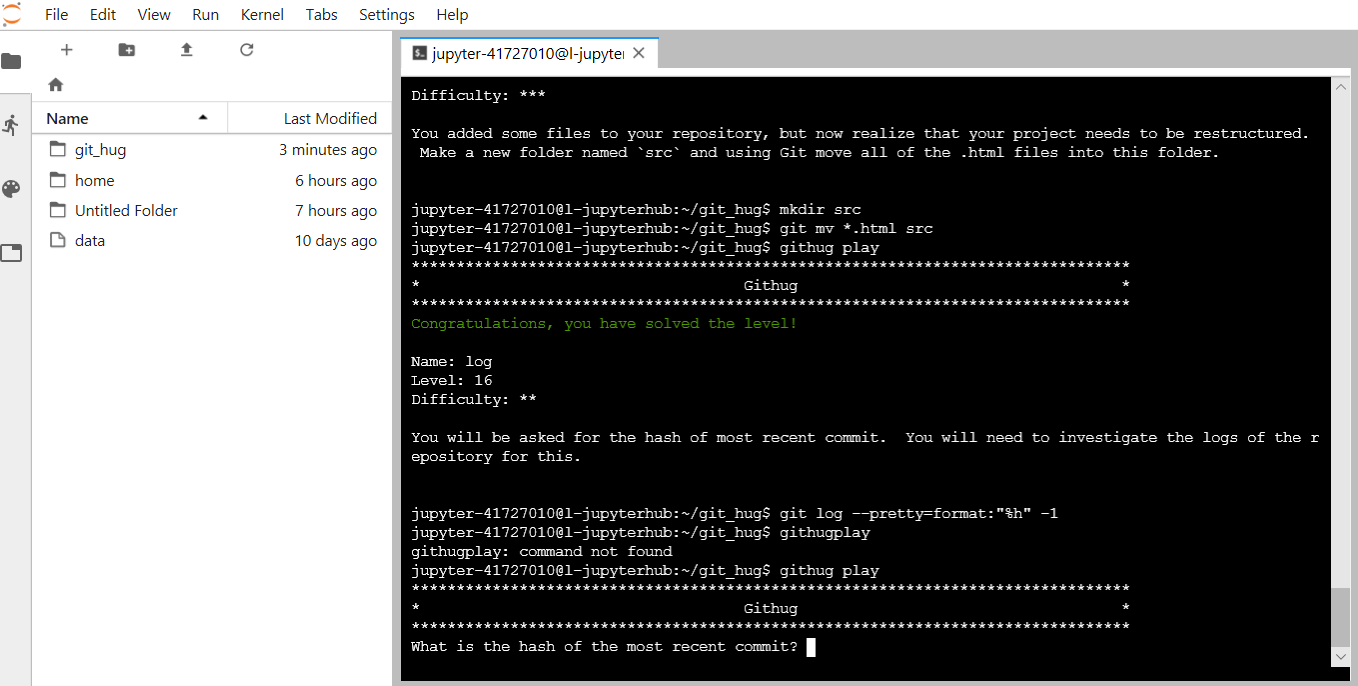 File Edit View Run Kernel Tabs Settings Help
jupyter-41727010@l-jupyter
Name Last Modified
git_hug 3 minutes ago
home 6 hours ago
Untitled Folder 7 hours ago
data 10 days ago
Difficulty: ***
You added some files to your repository, but now realize that your project needs to be restructured.
Make a new folder named `src` and using Git move all of the .html files into this folder.
jupyter-41727010@l-jupyterhub:~/git_hug$ mkdir src
jupyter-41727010@l-jupyterhub:~/git_hug$ git mv *.html src
jupyter-41727010@l-jupyterhub:~/git_hug$ githug play
********************************************************************************
* Githug *
********************************************************************************
Congratulations, you have solved the level!
Name: log
Level: 16
Difficulty: **
You will be asked for the hash of most recent commit.  You will need to investigate the logs of the r
epository for this.
jupyter-41727010@l-jupyterhub:~/git_hug$ git log --pretty=format:"%h" -1
jupyter-41727010@l-jupyterhub:~/git_hug$ githugplay
githugplay: command not found
jupyter-41727010@l-jupyterhub:~/git_hug$ githug play
********************************************************************************
* Githug *
********************************************************************************
What is the hash of the most recent commit?